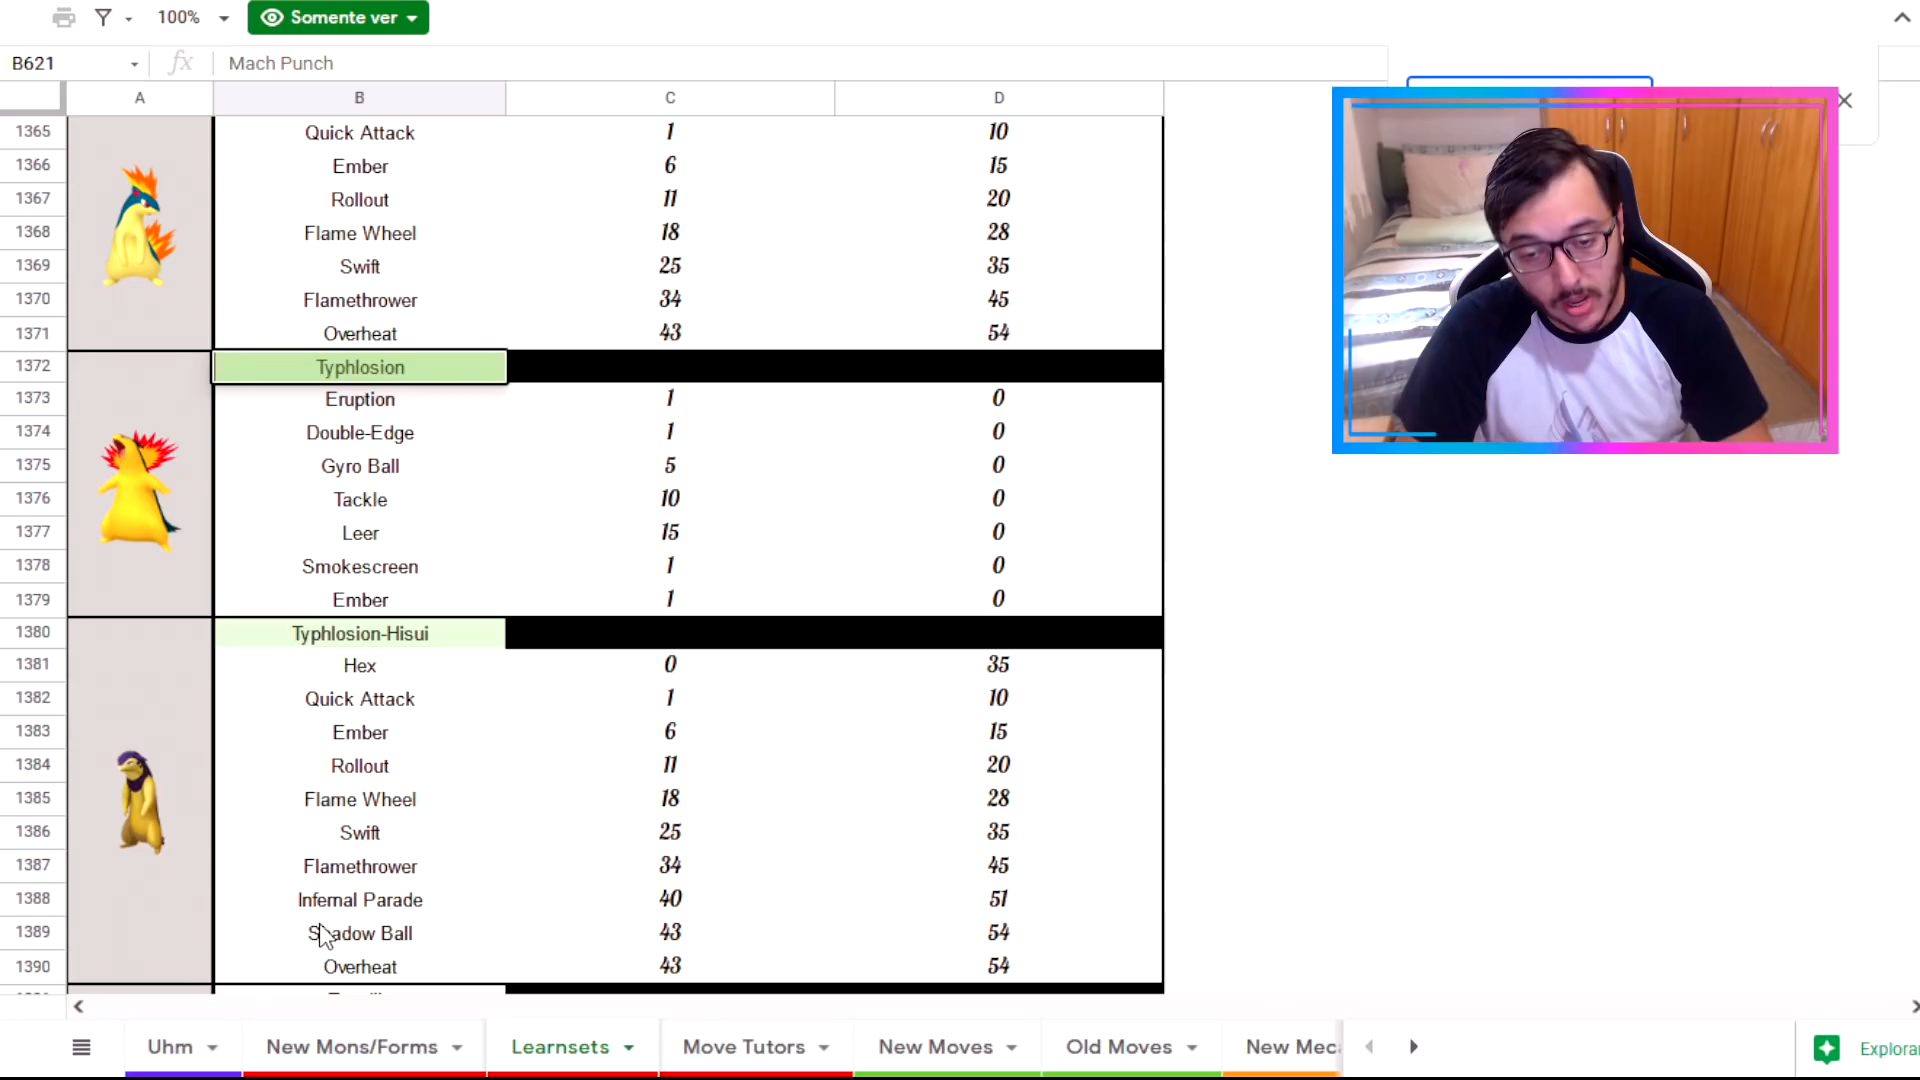 100% Somente ver
B621 fx Mach Punch
A B C D
1365 Quick Attack 1 10
1366 Ember 6 15
1367 Rollout 11 20
1368 Flame Wheel 18 28
1369 Swift 25 35
1370 Flamethrower 34 45
1371 Overheat 43 54
1372 Typhlosion
1373 Eruption 1 0
1374 Double-Edge 1 0
1375 Gyro Ball 5 0
1376 Tackle 10 0
1377 Leer 15 0
1378 Smokescreen 1 0
1379 Ember 1 0
1380 Typhlosion-Hisui
1381 Hex 0 35
1382 Quick Attack 1 10
1383 Ember 6 15
1384 Rollout 11 20
1385 Flame Wheel 18 28
1386 Swift 25 35
1387 Flamethrower 34 45
1388 Infernal Parade 40 51
1389 Shadow Ball 43 54
1390 Overheat 43 54
Uhm New Mons/Forms Learnsets Move Tutors New Moves Old Moves New Mec Explorar